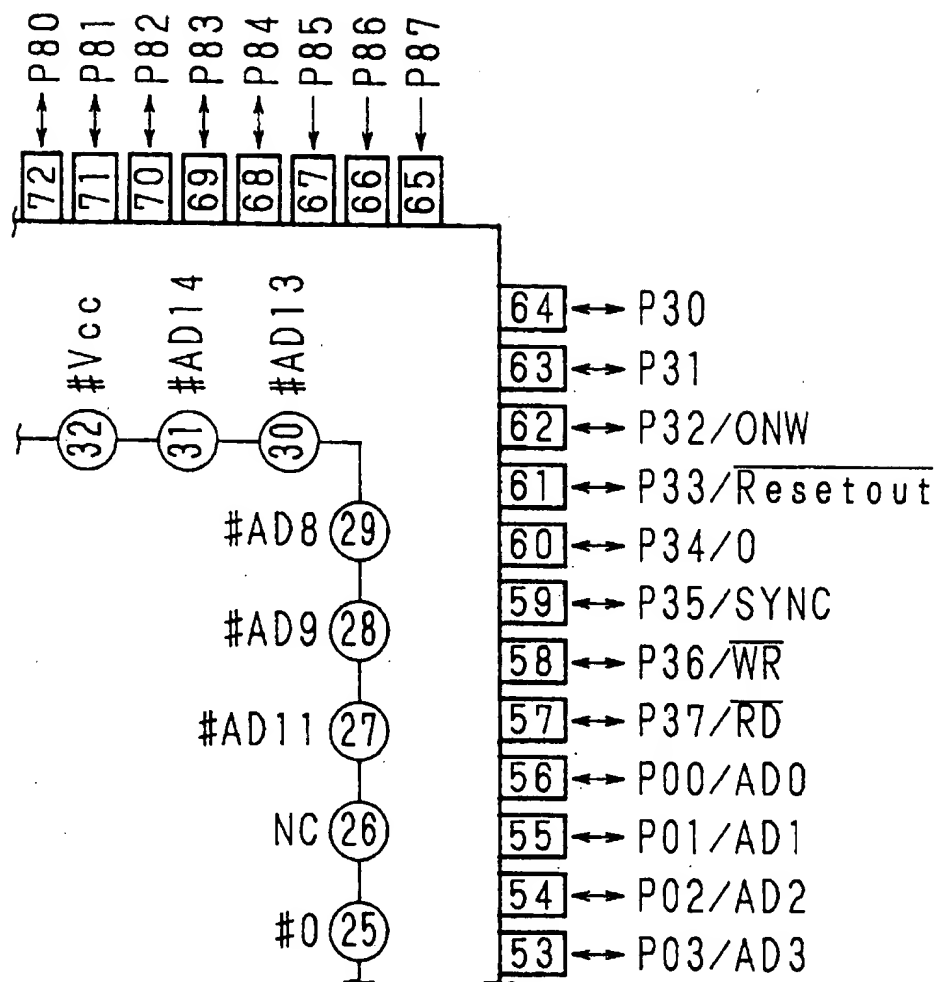 P80
P81
P82
P83
P84
P85
P86
P87
72
71
70
69
68
67
66
65
64 P30
63 P31
62 P32/ONW
61 P33/Resetout
60 P34/O
59 P35/SYNC
58 P36/WR
57 P37/RD
56 P00/AD0
55 P01/AD1
54 P02/AD2
53 P03/AD3
#Vcc
#AD14
#AD13
32
31
30
#AD8 29
#AD9 28
#AD11 27
NC 26
#O 25